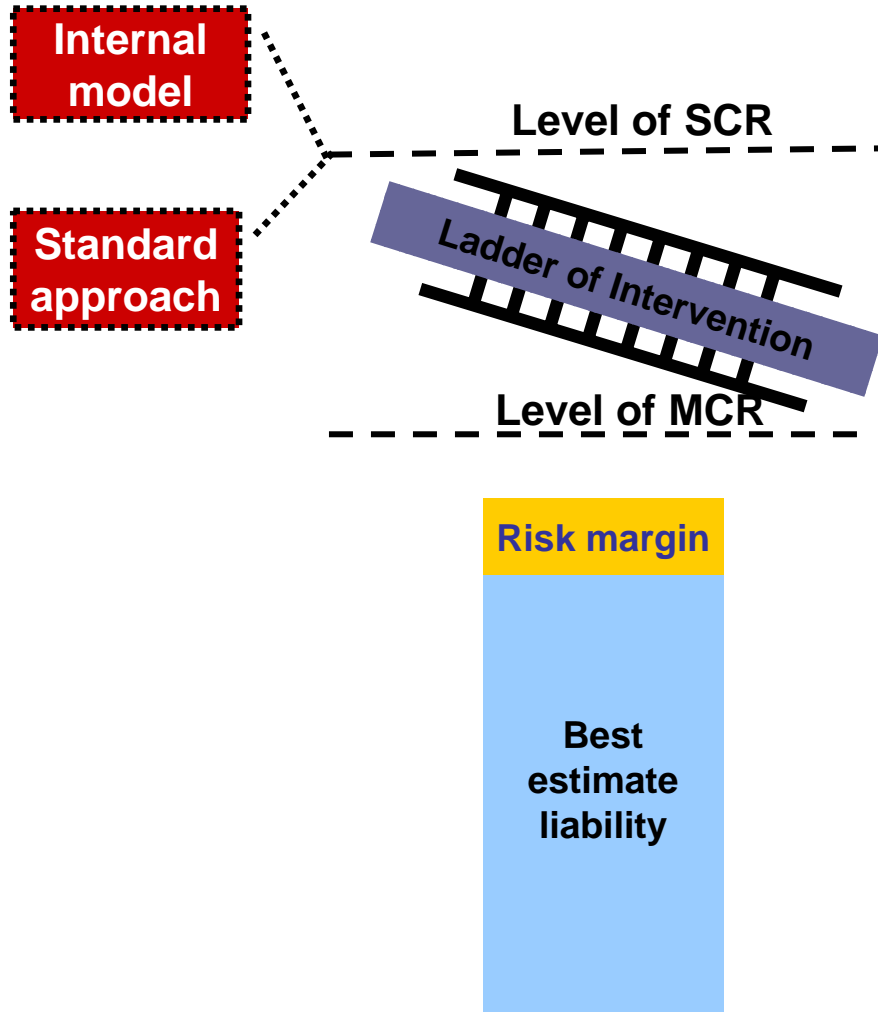 Internal
model
Level of SCR
Standard
approach
Ladder of Intervention
Level of MCR
Risk margin
Best
estimate
liability